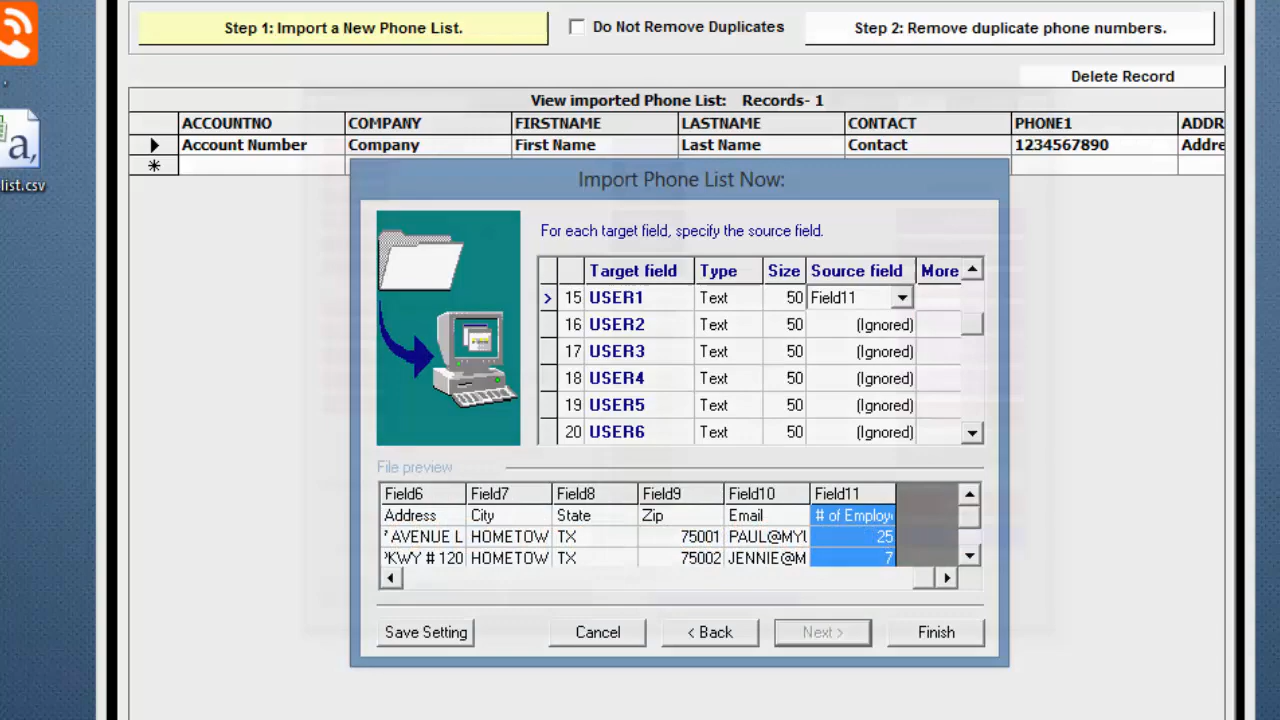 Step 1: Import a New Phone List.
Do Not Remove Duplicates
Step 2: Remove duplicate phone numbers.
Delete Record
View imported Phone List: Records- 1
ACCOUNTNO COMPANY FIRSTNAME LASTNAME CONTACT PHONE1 ADDR
Account Number Company First Name Last Name Contact 1234567890 Addre
list.csv
Import Phone List Now:
For each target field, specify the source field.
Target field Type Size Source field More
15 USER1 Text 50 Field11
16 USER2 Text 50 (Ignored)
17 USER3 Text 50 (Ignored)
18 USER4 Text 50 (Ignored)
19 USER5 Text 50 (Ignored)
20 USER6 Text 50 (Ignored)
File preview
Field6 Field7 Field8 Field9 Field10 Field11
Address City State Zip Email # of Employ
AVENUE L HOMETOW TX 75001 PAUL@MY 25
KWY # 120 HOMETOW TX 75002 JENNIE@M 7
Save Setting Cancel < Back Next > Finish